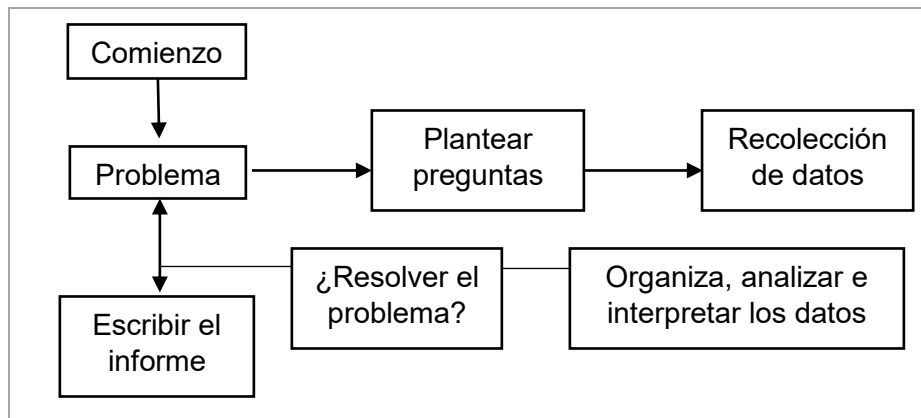 Comienzo
Problema
Plantear
preguntas
Recolección
de datos
¿Resolver el
problema?
Organiza, analizar e
interpretar los datos
Escribir el
informe